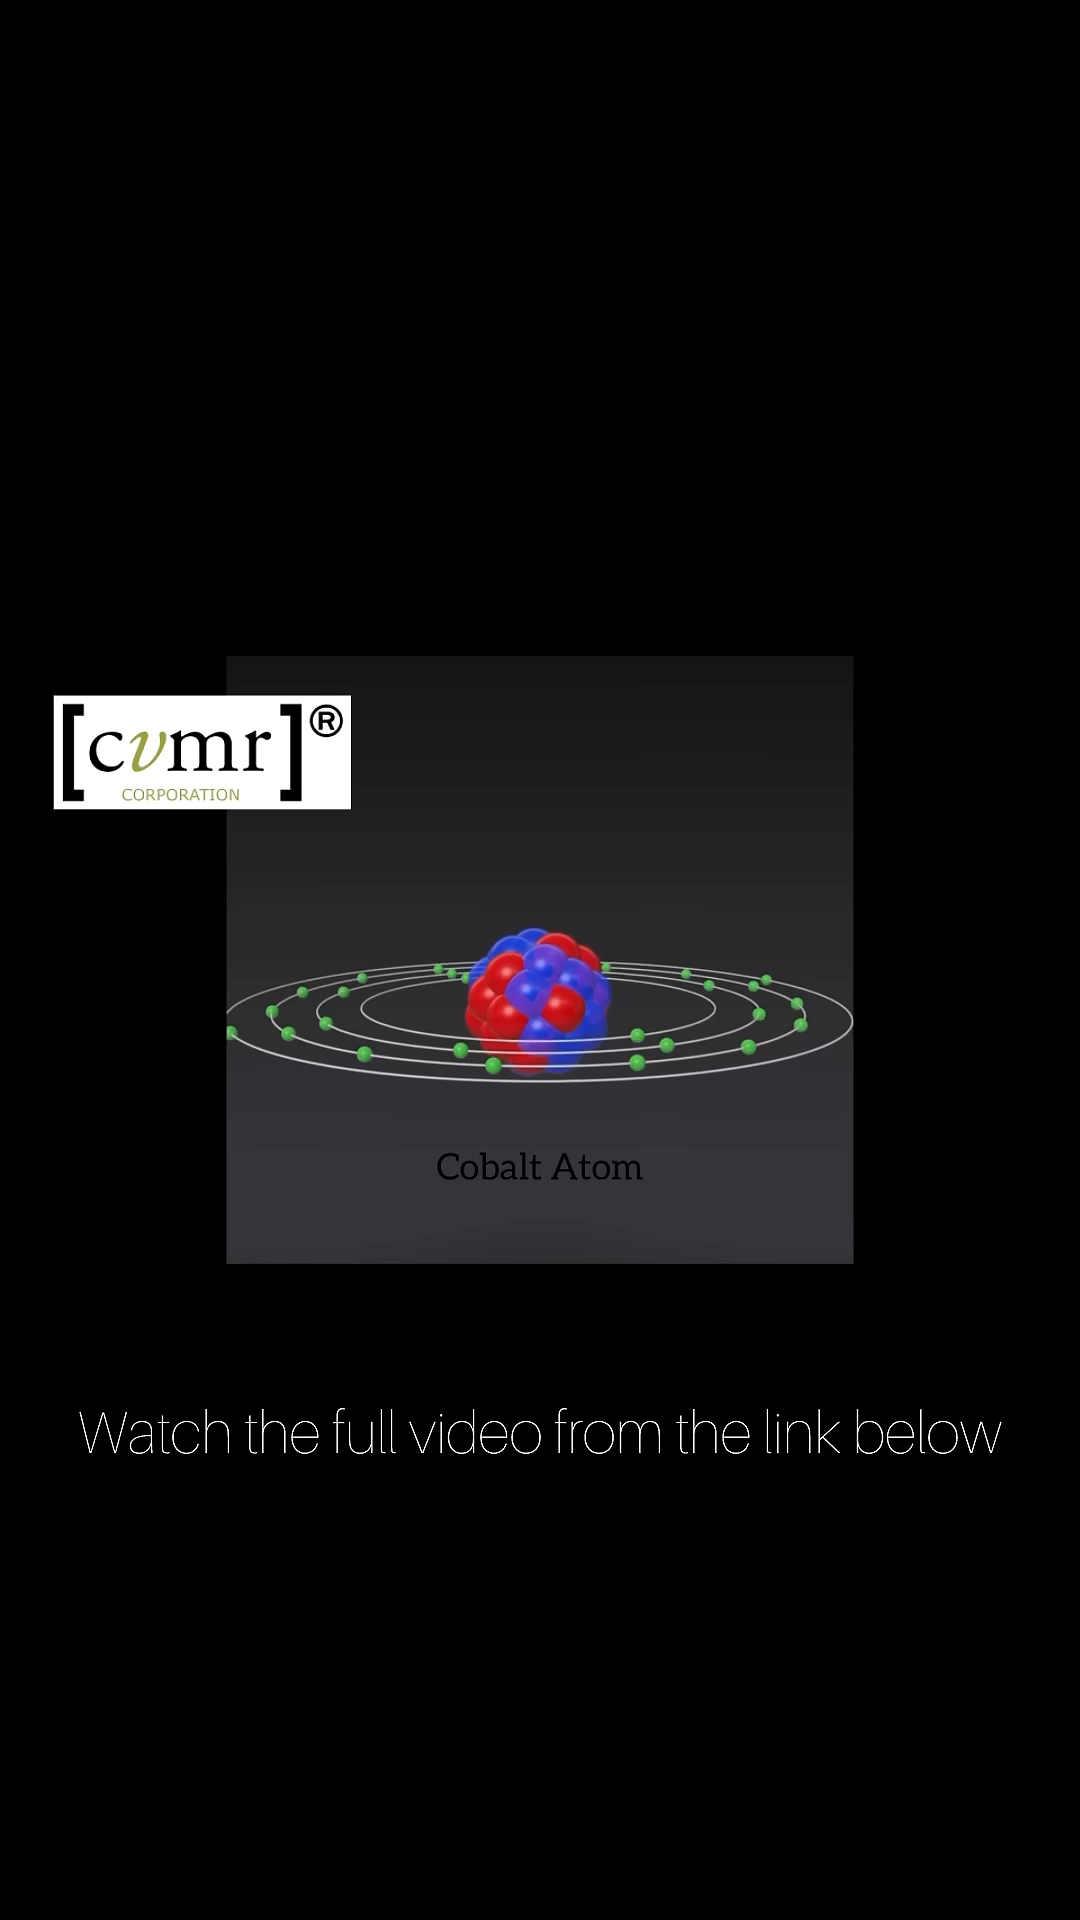 [cvmr]®
CORPORATION
Cobalt Atom
Watch the full video from the link below